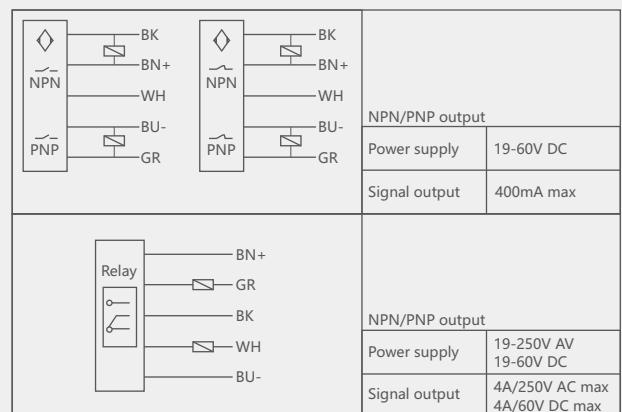 BK
BN+
NPN
WH
BU-
PNP
GR
BK
BN+
NPN
WH
BU-
PNP
GR
NPN/PNP output
Power supply 19-60V DC
Signal output 400mA max
Relay
BN+
GR
BK
WH
BU-
NPN/PNP output
Power supply 19-250V AV
19-60V DC
Signal output 4A/250V AC max
4A/60V DC max